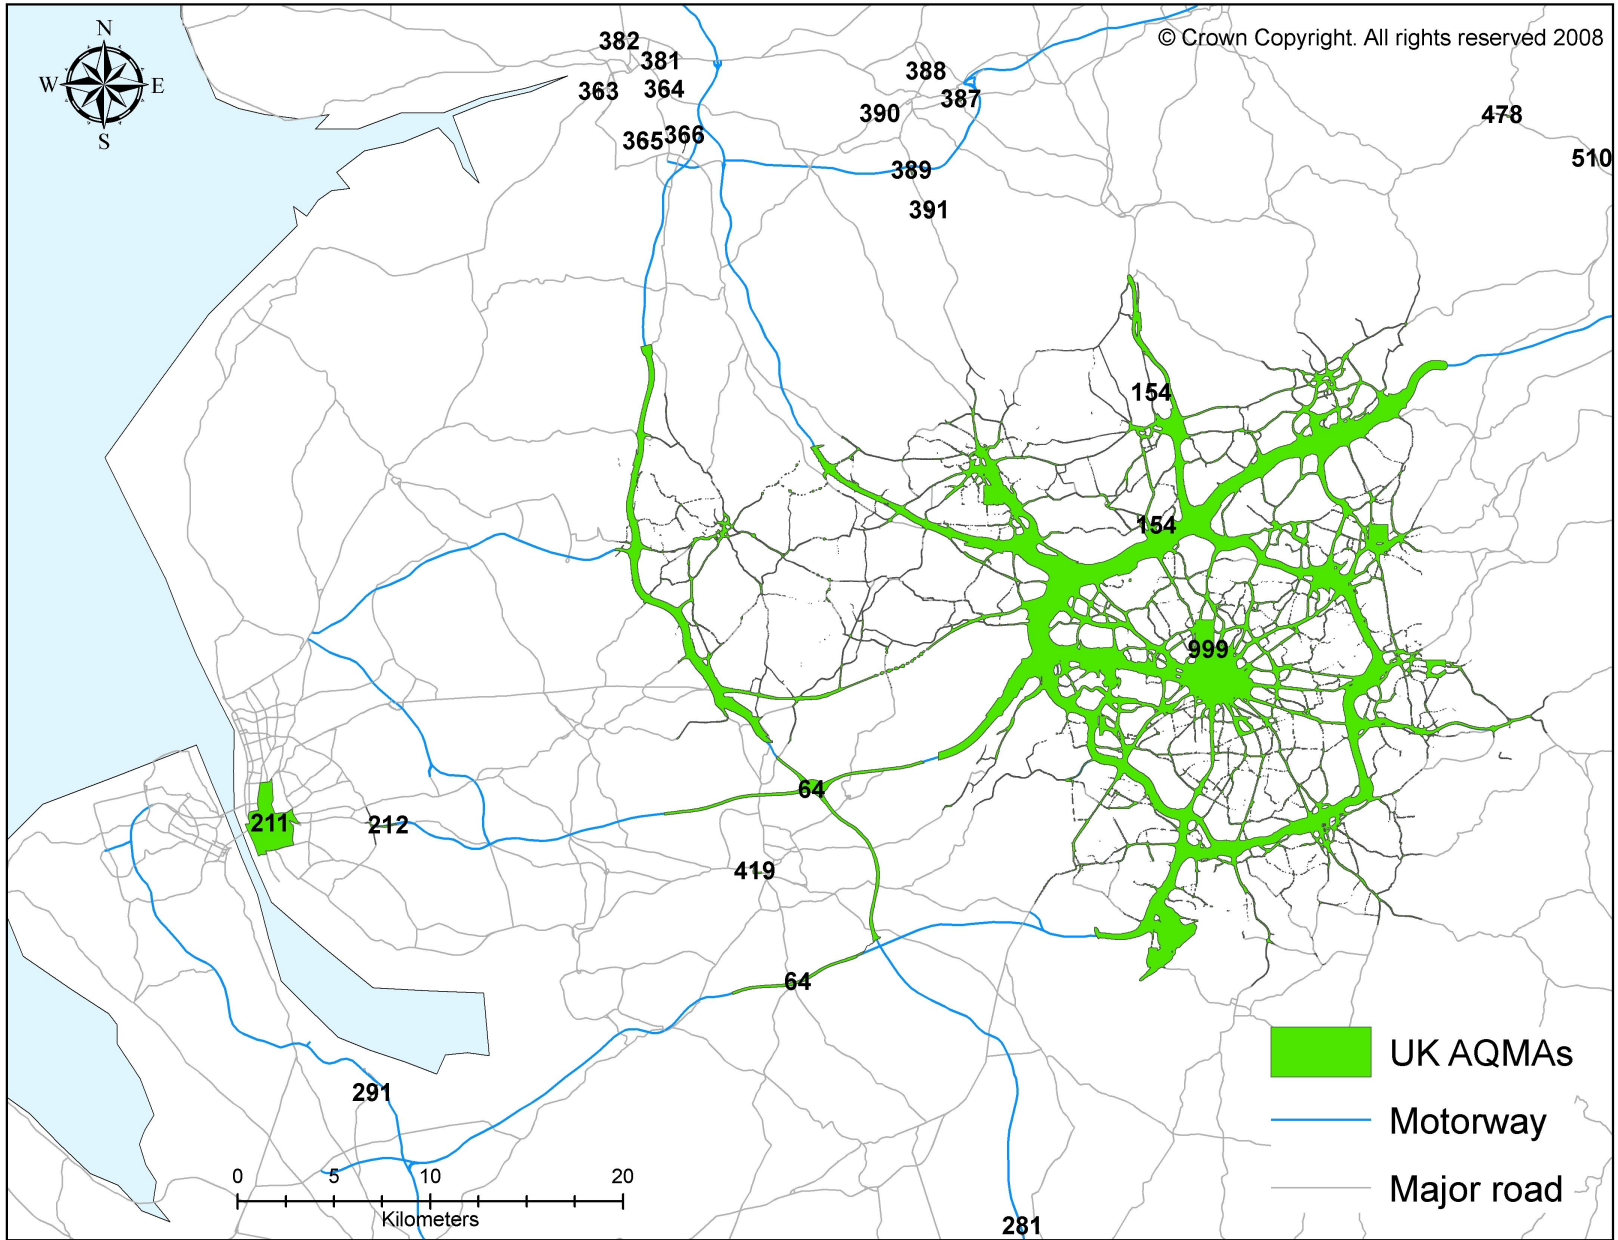 © Crown Copyright. All rights reserved 2008
N
W E
S
382
381
363
364
365
366
388
387
390
389
391
478
510
154
154
999
64
211
212
419
64
291
281
UK AQMAs
Motorway
Major road
0 5 10 20
Kilometers